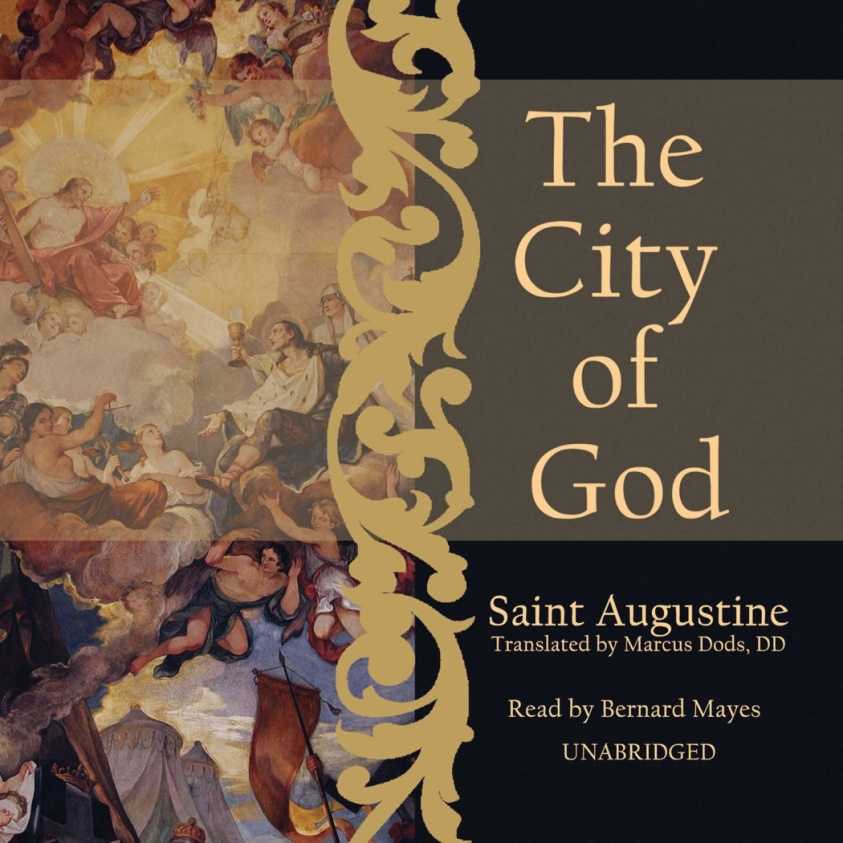 The
City
of
God
Saint Augustine
Translated by Marcus Dods, DD
Read by Bernard Mayes
UNABRIDGED